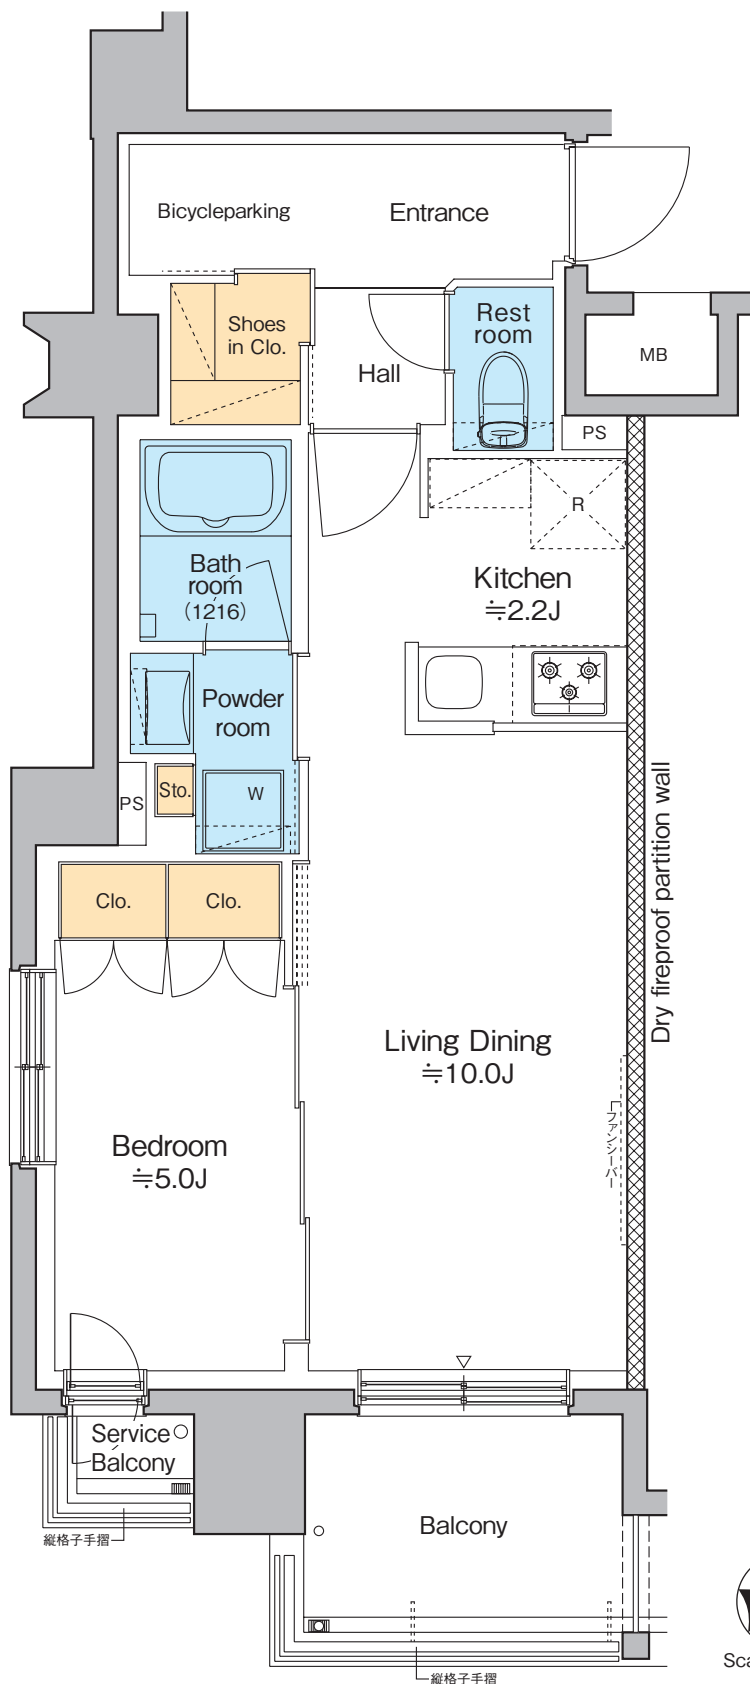 Bicycleparking
Entrance
Shoes
in Clo.
Hall
Rest
room
MB
PS
R
Kitchen
≒2.2J
Bath
room
(1216)
Powder
room
Sto.
W
PS
Clo.
Clo.
Dry fireproof partition wall
Living Dining
≒10.0J
ファンシーバー
Bedroom
≒5.0J
Service
Balcony
縦格子手摺
Balcony
縦格子手摺